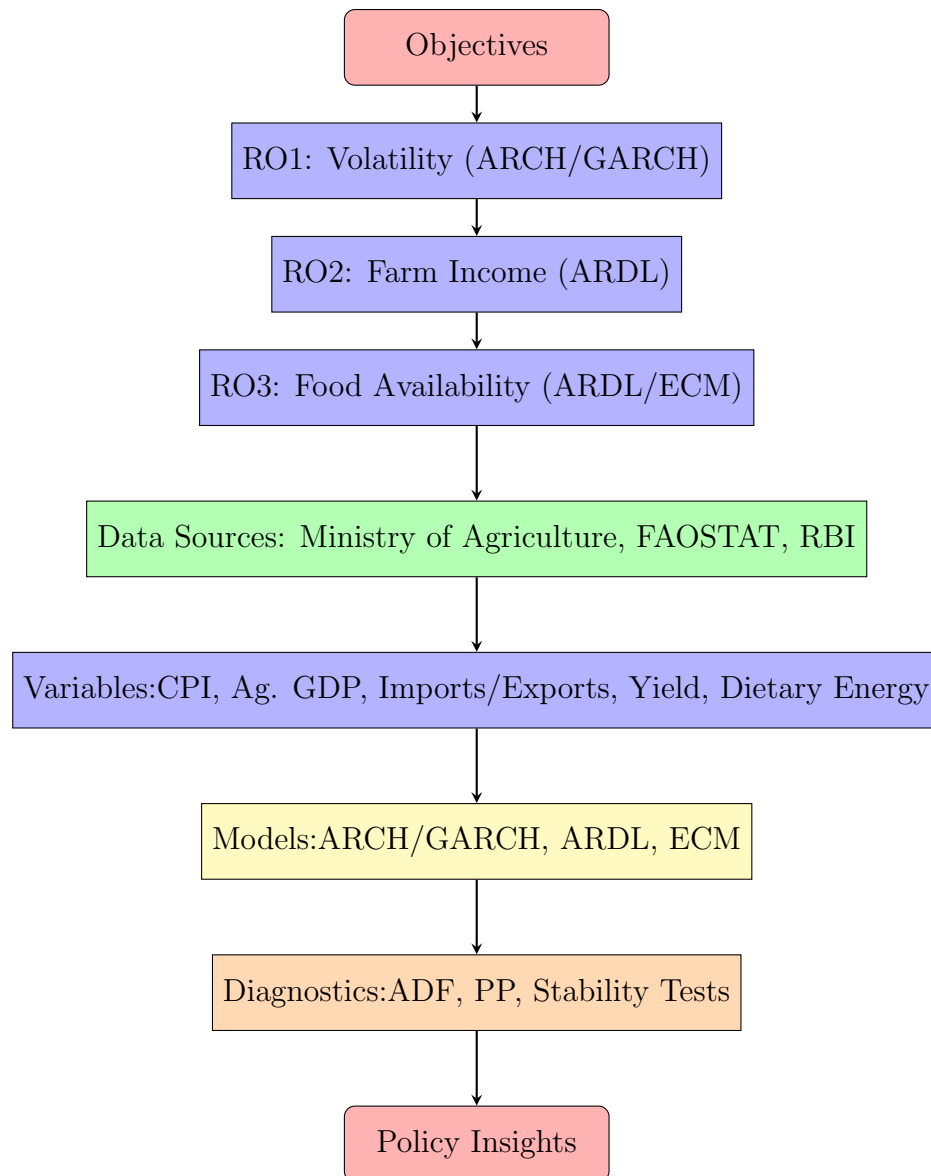 Objectives
RO1: Volatility (ARCH/GARCH)
RO2: Farm Income (ARDL)
RO3: Food Availability (ARDL/ECM)
Data Sources: Ministry of Agriculture, FAOSTAT, RBI
Variables:CPI, Ag. GDP, Imports/Exports, Yield, Dietary Energy
Models:ARCH/GARCH, ARDL, ECM
Diagnostics:ADF, PP, Stability Tests
Policy Insights